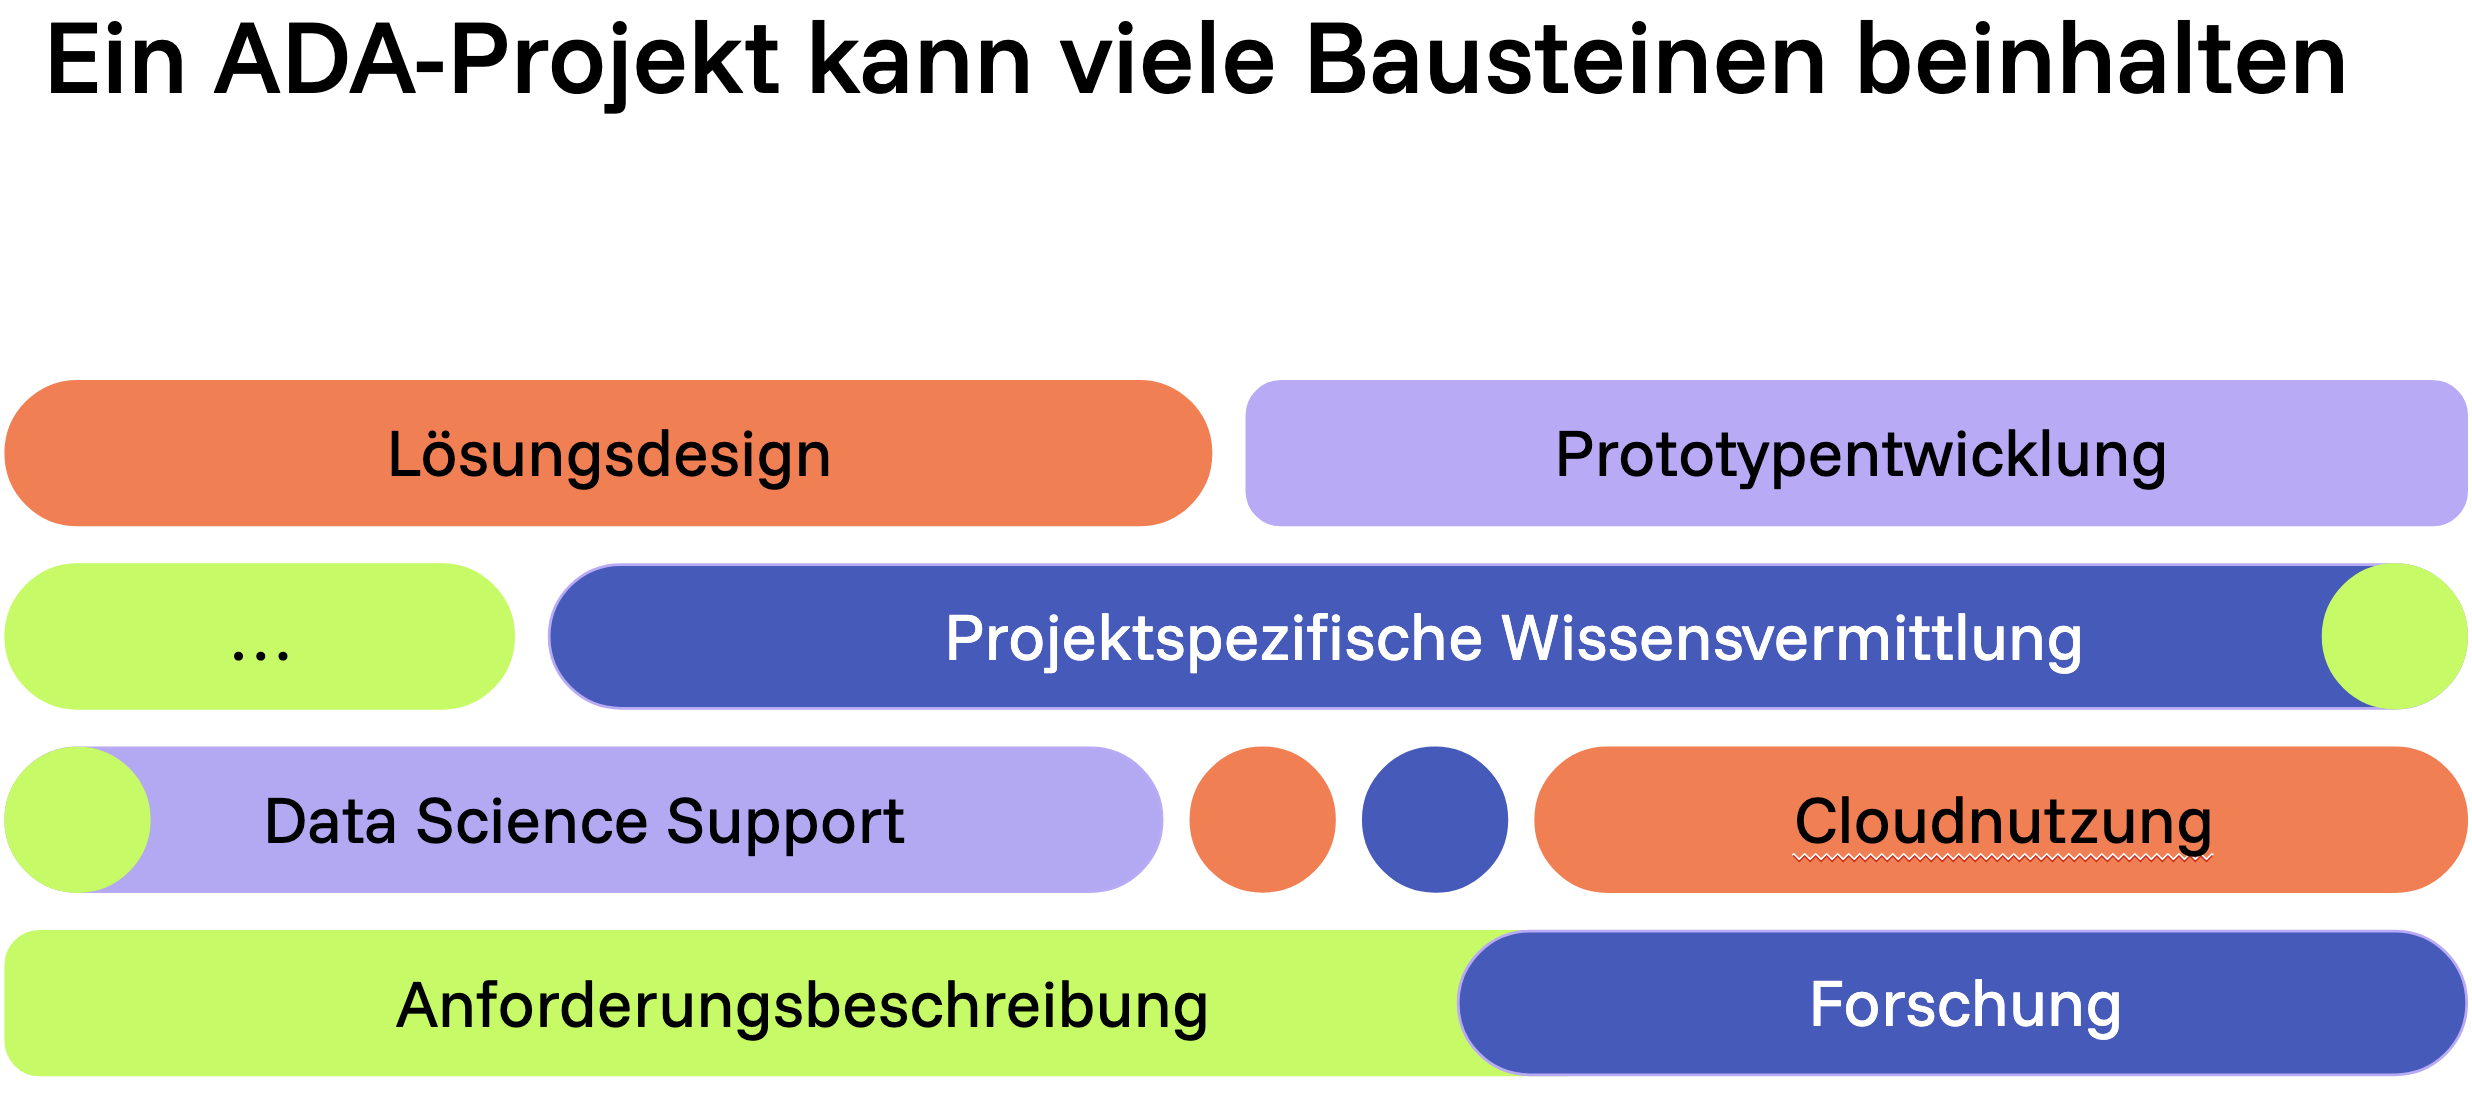 Ein ADA-Projekt kann viele Bausteinen beinhalten
Lösungsdesign
Prototypentwicklung
...
Projektspezifische Wissensvermittlung
Data Science Support
Cloudnutzung
Anforderungsbeschreibung
Forschung